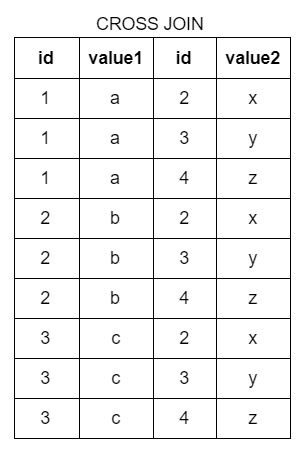 CROSS JOIN
id value1 id value2
1 a 2 x
1 a 3 y
1 a 4 z
2 b 2 x
2 b 3 y
2 b 4 z
3 c 2 x
3 c 3 y
3 c 4 z